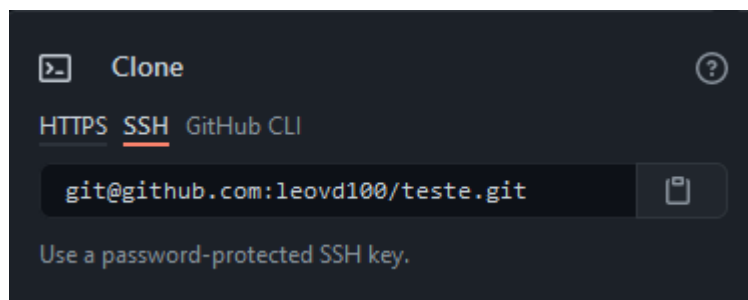 Clone
HTTPS SSH GitHub CLI
git@github.com:leovd100/teste.git
Use a password-protected SSH key.